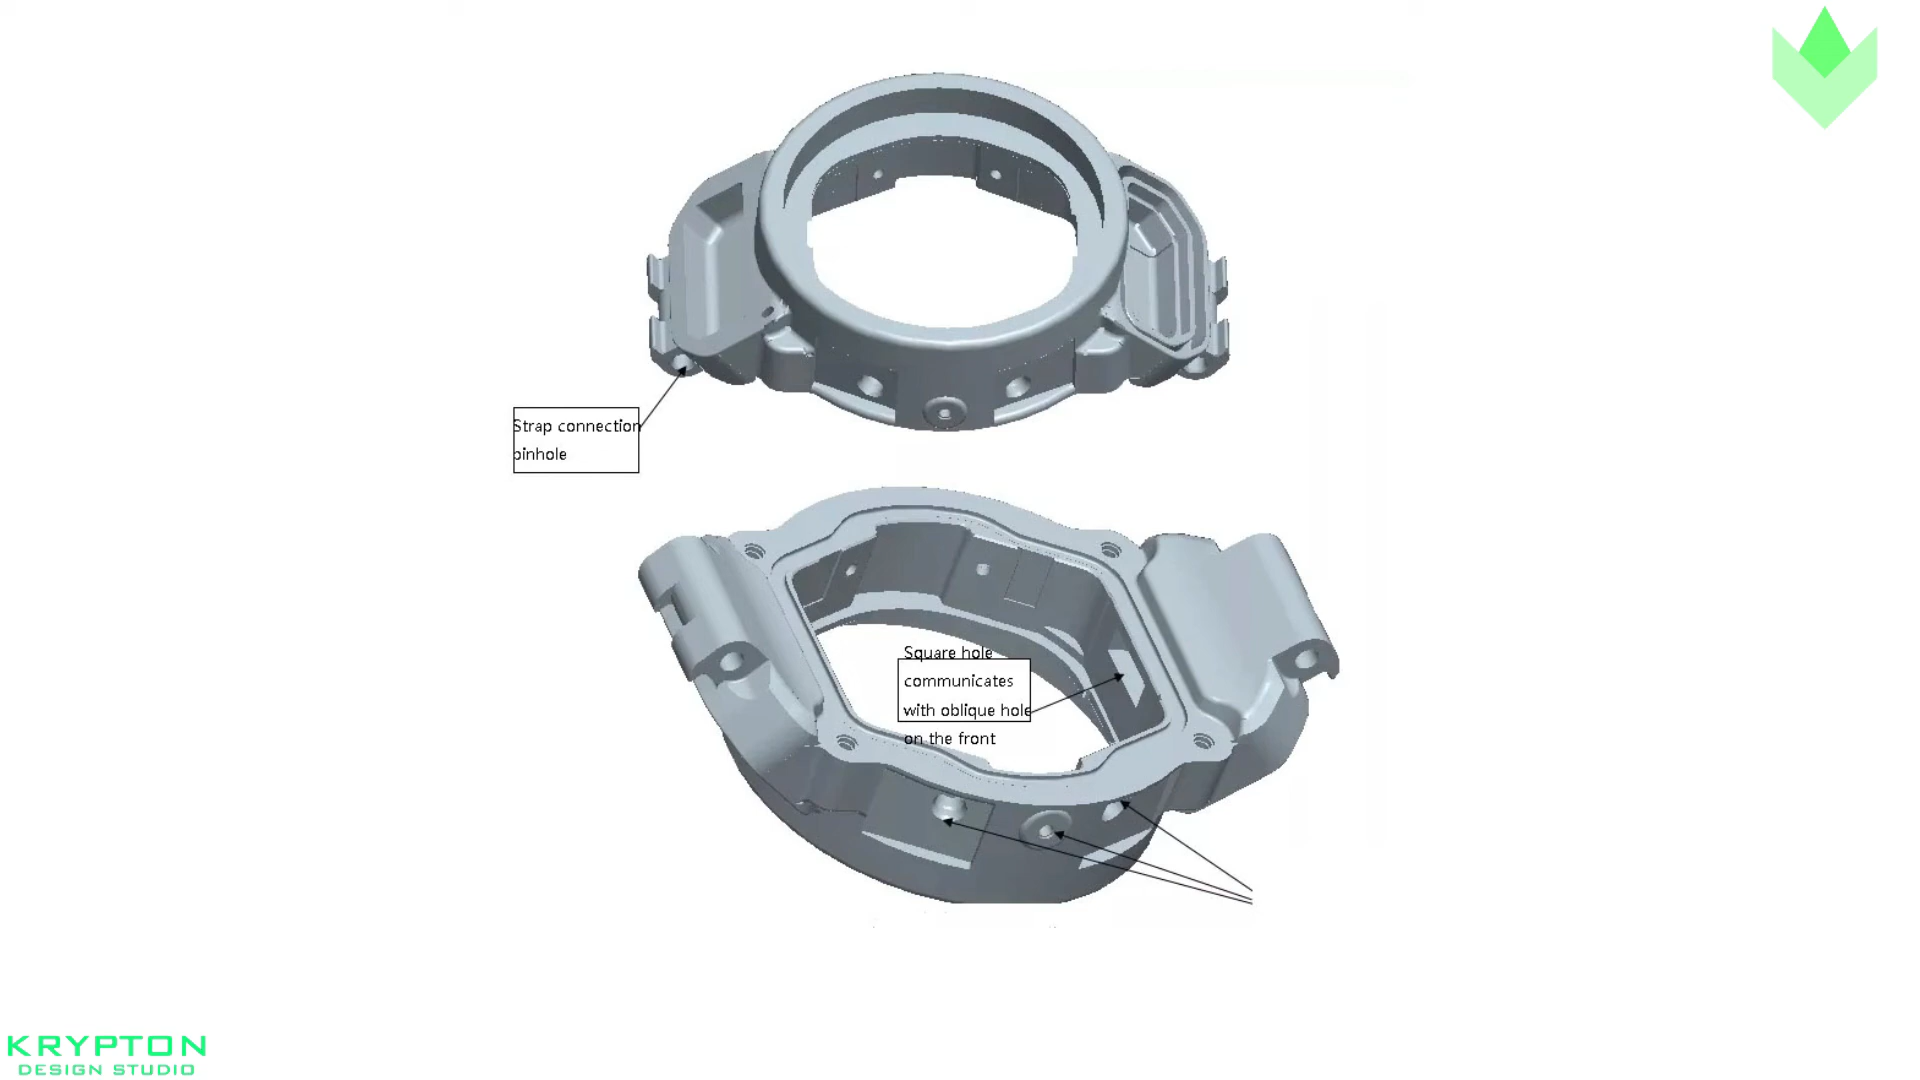 Strap connection
pinhole
Square hole
communicates
with oblique hole
on the front
KRYPTON
DESIGN STUDIO